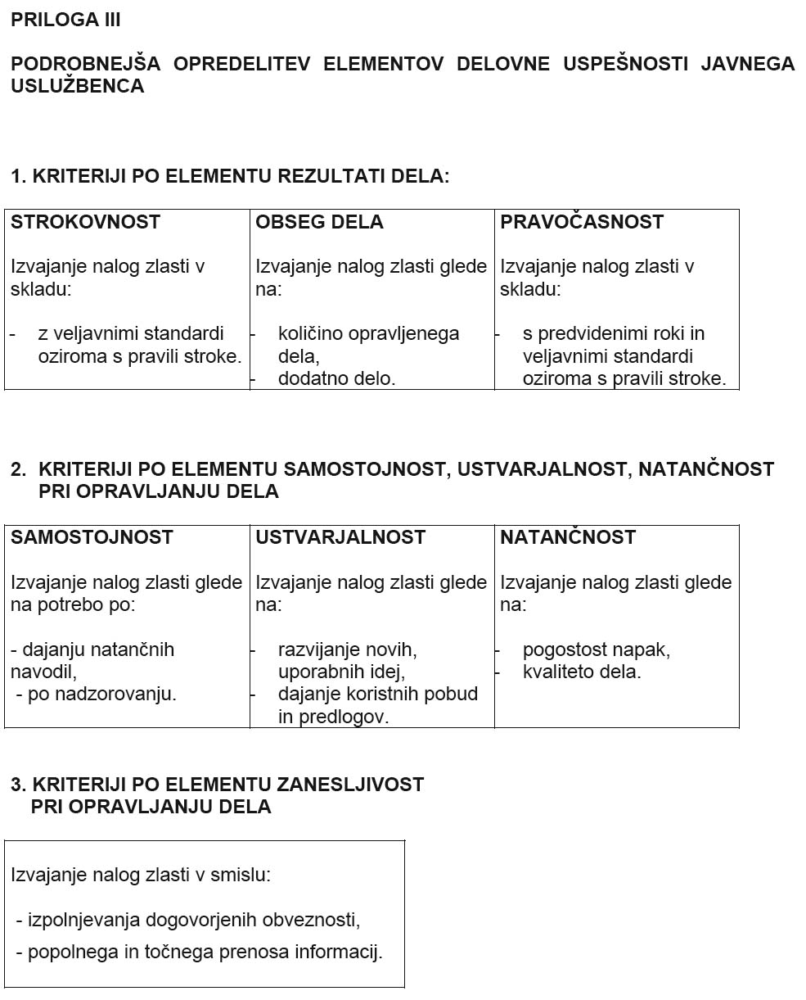 PRILOGA III
PODROBNEJŠA OPREDELITEV ELEMENTOV DELOVNE USPEŠNOSTI JAVNEGA
USLUŽBENCA
1. KRITERIJI PO ELEMENTU REZULTATI DELA:
STROKOVNOST
Izvajanje nalog zlasti v
skladu:
- z veljavnimi standardi
oziroma s pravili stroke.
OBSEG DELA
Izvajanje nalog zlasti glede
na:
- količino opravljenega
dela,
- dodatno delo.
PRAVOČASNOST
Izvajanje nalog zlasti v
skladu:
- s predvidenimi roki in
veljavnimi standardi
oziroma s pravili stroke.
2. KRITERIJI PO ELEMENTU SAMOSTOJNOST, USTVARJALNOST, NATANČNOST
PRI OPRAVLJANJU DELA
SAMOSTOJNOST
Izvajanje nalog zlasti glede
na potrebo po:
- dajanju natančnih
navodil,
- po nadzorovanju.
USTVARJALNOST
Izvajanje nalog zlasti glede
na:
- razvijanje novih,
uporabnih idej,
- dajanje koristnih pobud
in predlogov.
NATANČNOST
Izvajanje nalog zlasti glede
na:
- pogostost napak,
- kvaliteto dela.
3. KRITERIJI PO ELEMENTU ZANESLJIVOST
PRI OPRAVLJANJU DELA
Izvajanje nalog zlasti v smislu:
- izpolnjevanja dogovorjenih obveznosti,
- popolnega in točnega prenosa informacij.